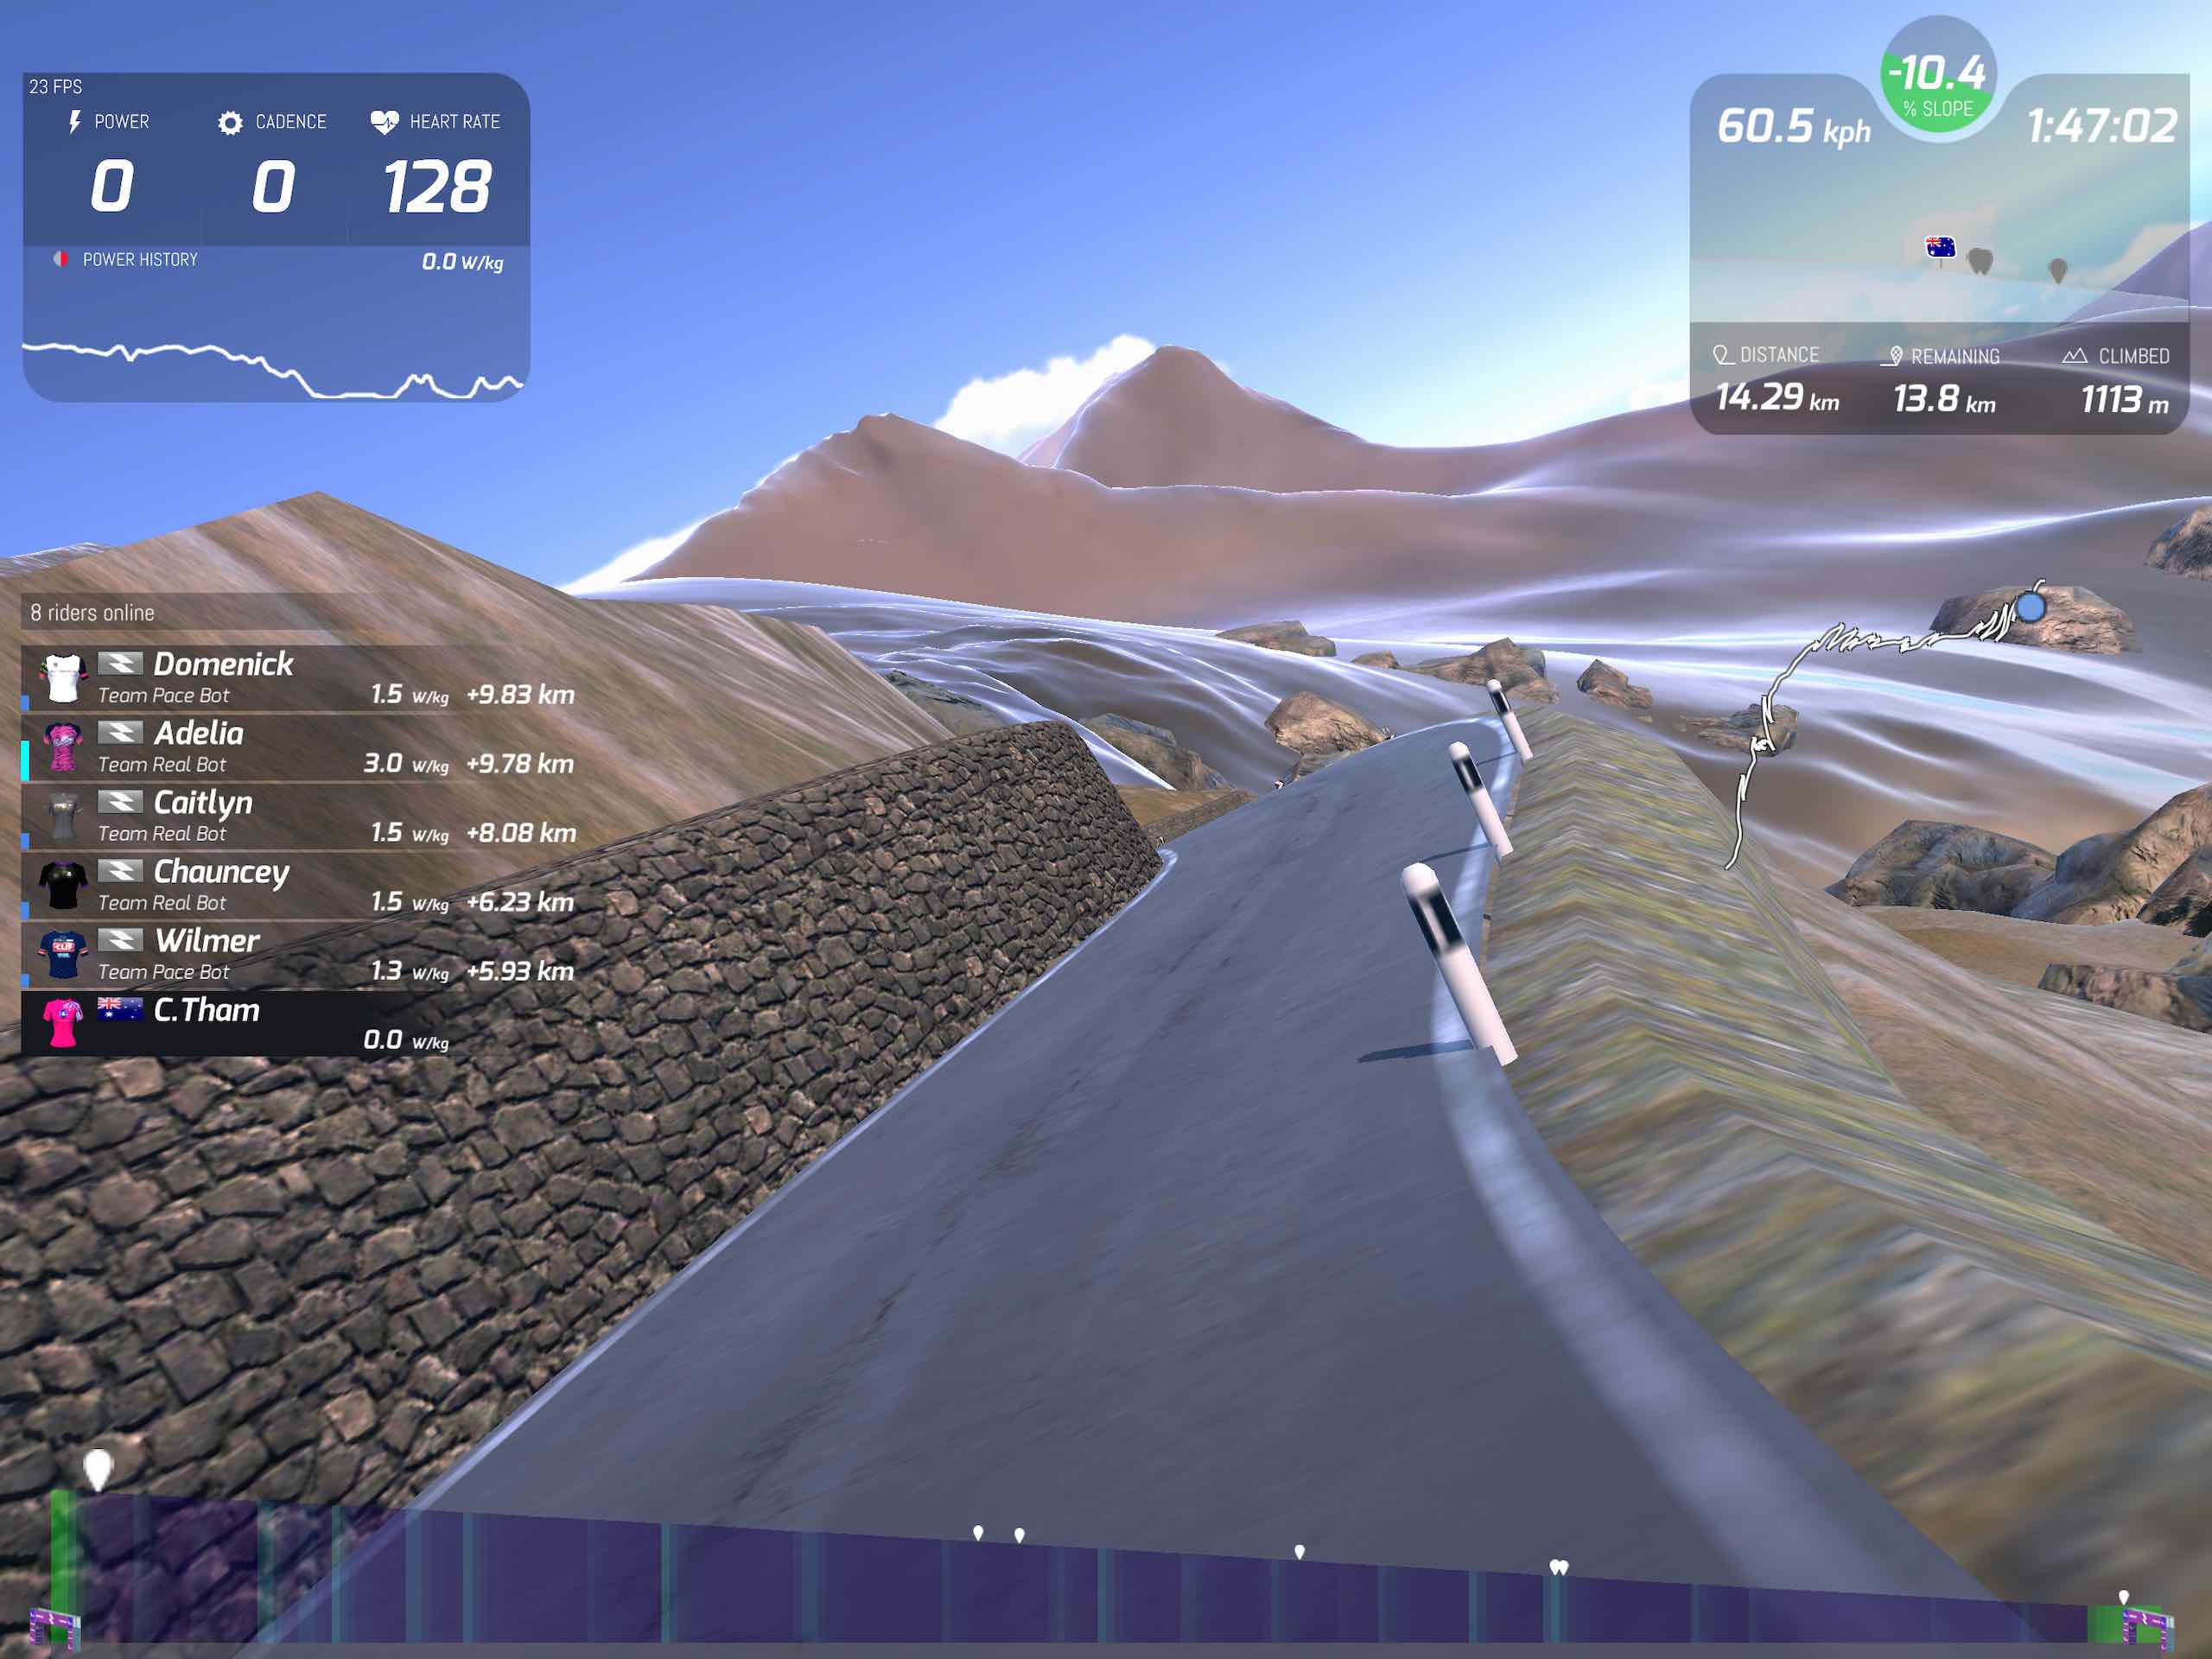 23 FPS
POWER CADENCE HEART RATE
0 0 128
POWER HISTORY 0.0 W/kg
-10.4
% SLOPE
60.5 kph 1:47:02
DISTANCE REMAINING CLIMBED
14.29 km 13.8 km 1113 m
8 riders online
Domenick
Team Pace Bot 1.5 W/kg +9.83 km
Adelia
Team Real Bot 3.0 W/kg +9.78 km
Caitlyn
Team Real Bot 1.5 W/kg +8.08 km
Chauncey
Team Real Bot 1.5 W/kg +6.23 km
Wilmer
Team Pace Bot 1.3 W/kg +5.93 km
C.Tham
0.0 W/kg